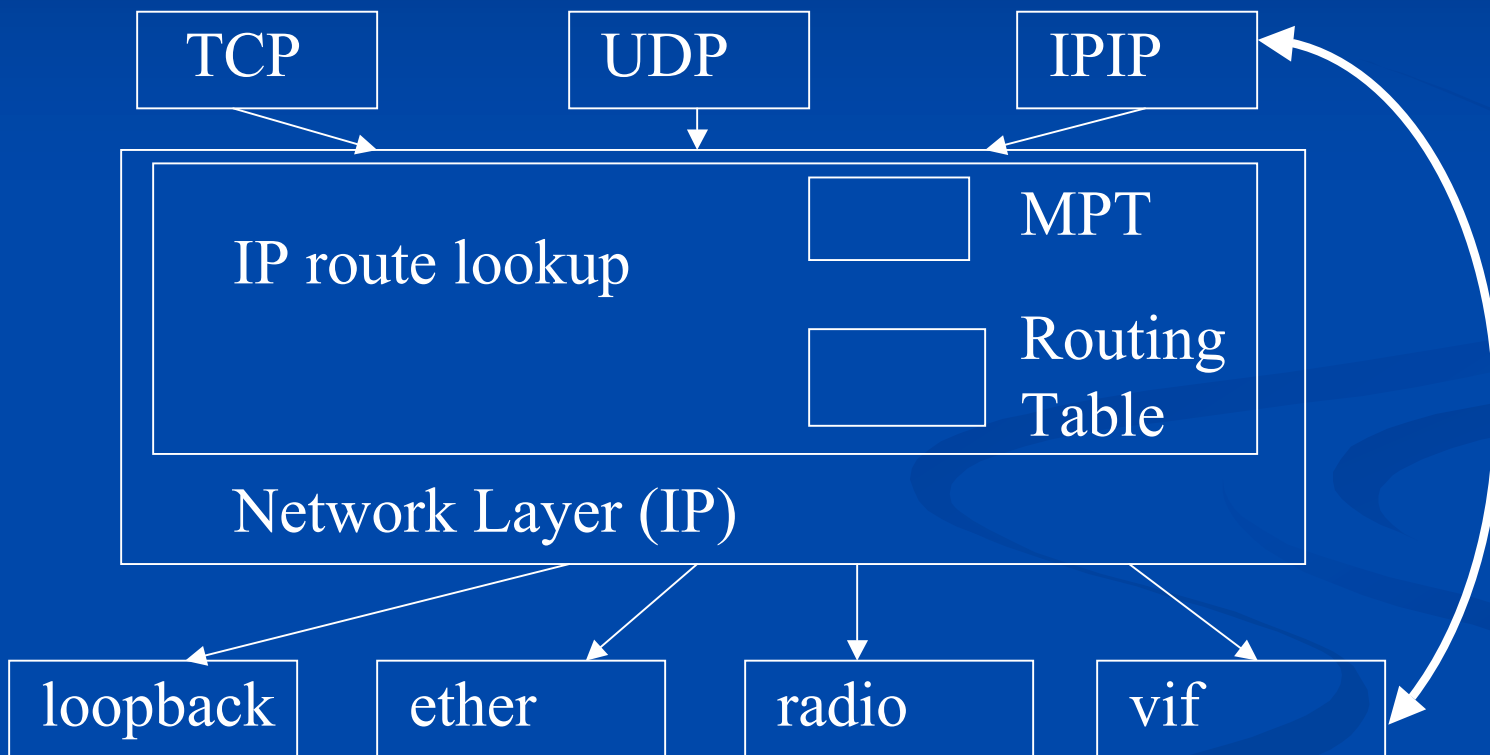 TCP
UDP
IPIP
MPT
IP route lookup
Routing
Table
Network Layer (IP)
loopback
ether
radio
vif